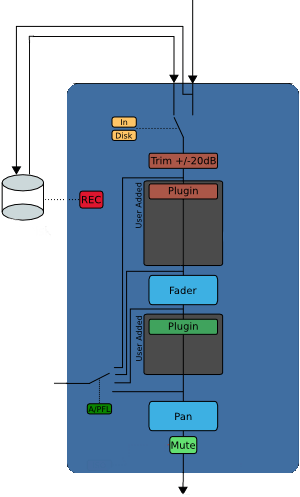 In
Disk
Trim +/-20dB
User Added
Plugin
REC
Fader
User Added
Plugin
A/PFL
Pan
Mute